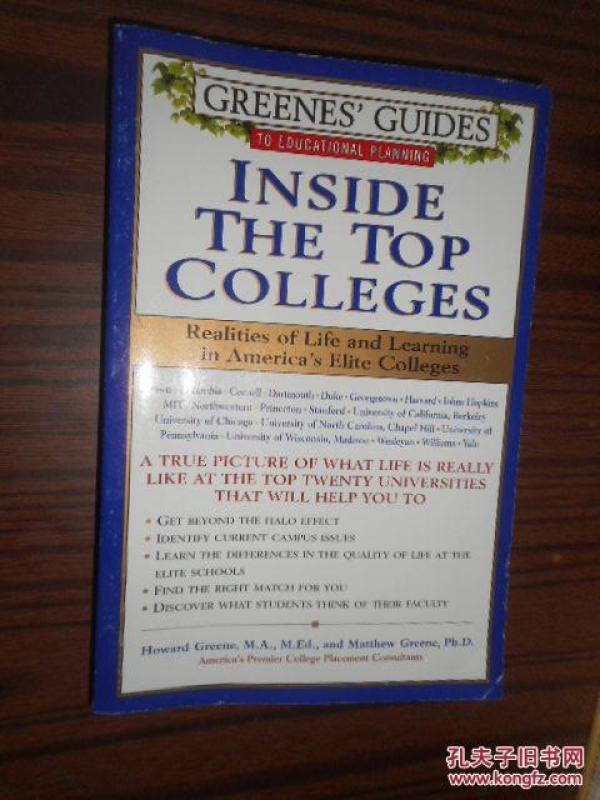 GREENES' GUIDES
TO EDUCATIONAL PLANNING
INSIDE
THE TOP
COLLEGES
Realities of Life and Learning
in America's Elite Colleges
Columbia · Cornell · Dartmouth · Duke · Georgetown · Harvard · Johns Hopkins
MIT · Northwestern · Princeton · Stanford · University of California, Berkeley
University of Chicago · University of North Carolina, Chapel Hill · University of
Pennsylvania · University of Wisconsin, Madison · Wesleyan · Williams · Yale
A TRUE PICTURE OF WHAT LIFE IS REALLY
LIKE AT THE TOP TWENTY UNIVERSITIES
THAT WILL HELP YOU TO
• GET BEYOND THE HALO EFFECT
• IDENTIFY CURRENT CAMPUS ISSUES
• LEARN THE DIFFERENCES IN THE QUALITY OF LIFE AT THE
ELITE SCHOOLS
• FIND THE RIGHT MATCH FOR YOU
• DISCOVER WHAT STUDENTS THINK OF THEIR FACULTY
Howard Greene, M.A., M.Ed., and Matthew Greene, Ph.D.
America's Premier College Placement Consultants
孔夫子旧书网
www.kongfz.com